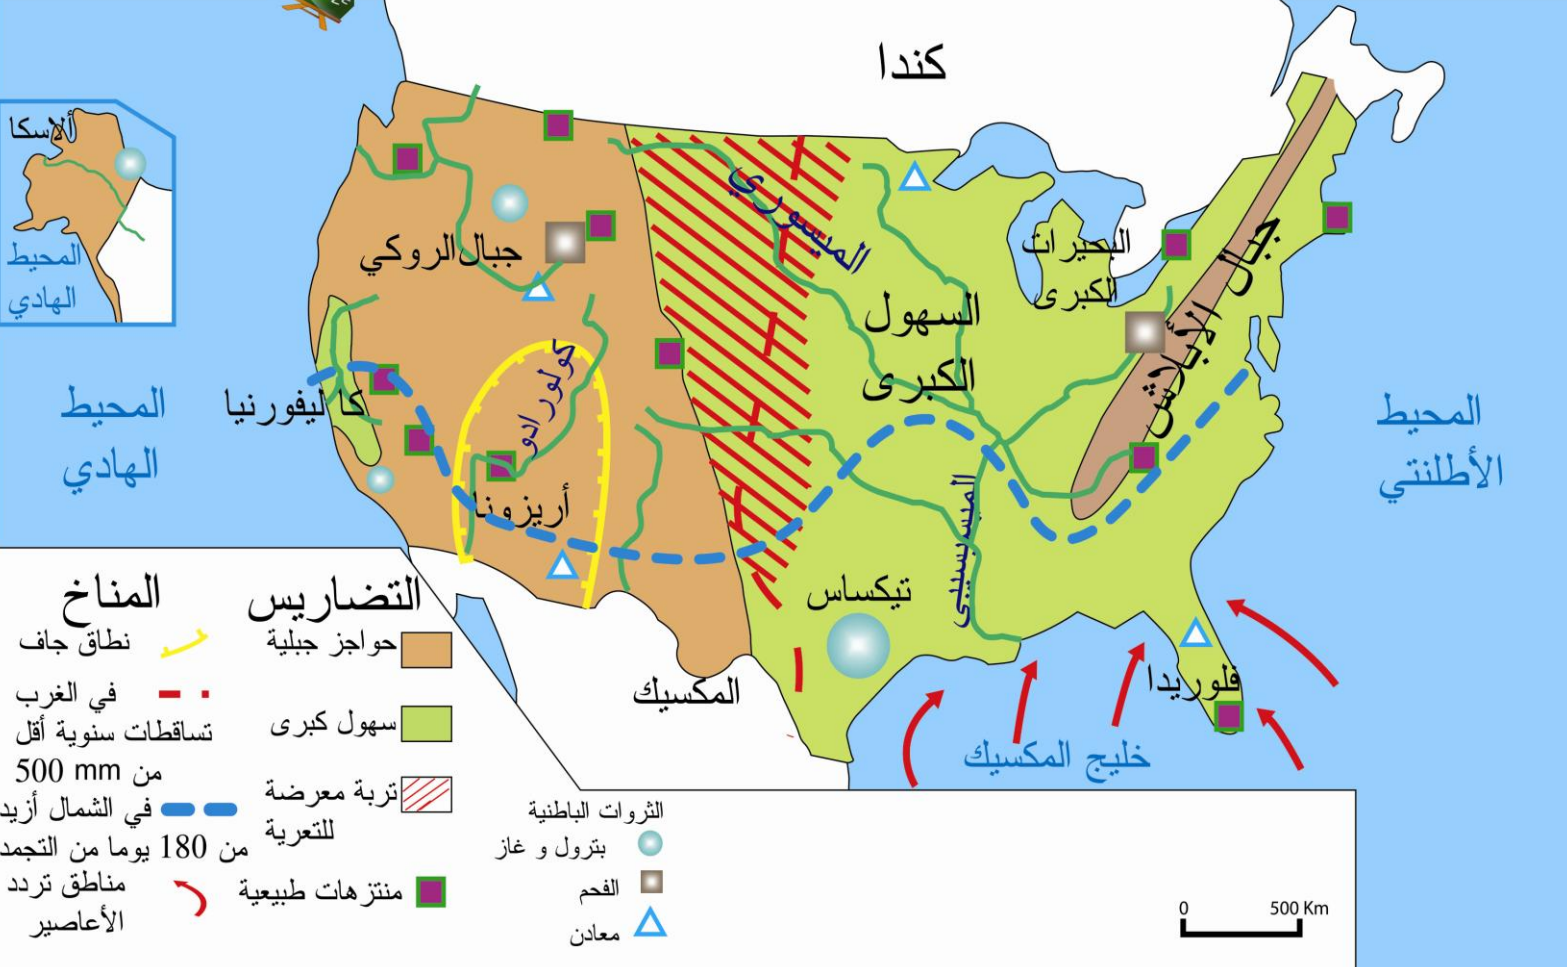 كندا
ألاسكا
المحيط
الهادي
جبال الروكي
الميسوري
البحيرات
الكبرى
جبال الأبلاش
السهول
الكبرى
كولورادو
كاليفورنيا
أريزونا
المحيط
الهادي
المحيط
الأطلنتي
الميسيسيبي
تيكساس
فلوريدا
المكسيك
خليج المكسيك
التضاريس
حواجز جبلية
سهول كبرى
تربة معرضة
للتعرية
منتزهات طبيعية
المناخ
نطاق جاف
في الغرب
تساقطات سنوية أقل
من 500 mm
في الشمال أزيد
من 180 يوما من التجمد
مناطق تردد
الأعاصير
الثروات الباطنية
بترول و غاز
الفحم
معادن
0 500 Km